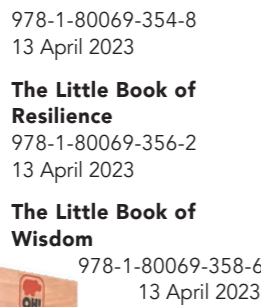 978-1-80069-354-8
13 April 2023
The Little Book of
Resilience
978-1-80069-356-2
13 April 2023
The Little Book of
Wisdom
978-1-80069-358-6
13 April 2023
OH!